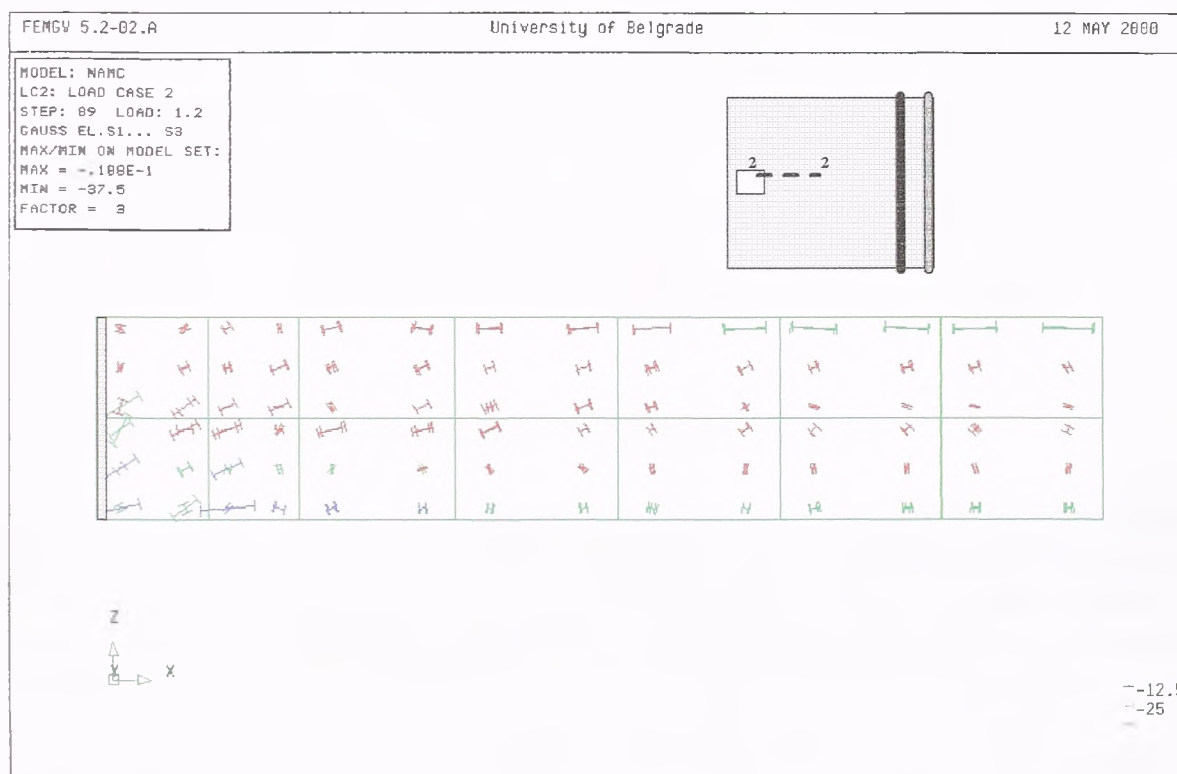 FEMGV 5.2-02.A
University of Belgrade
12 MAY 2000
MODEL: NAMC
LC2: LOAD CASE 2
STEP: 89 LOAD: 1.2
GAUSS EL.S1... S3
MAX/MIN ON MODEL SET:
MAX = -.188E-1
MIN = -37.5
FACTOR = 3
2 2
Z
Y X
-12.5
-25